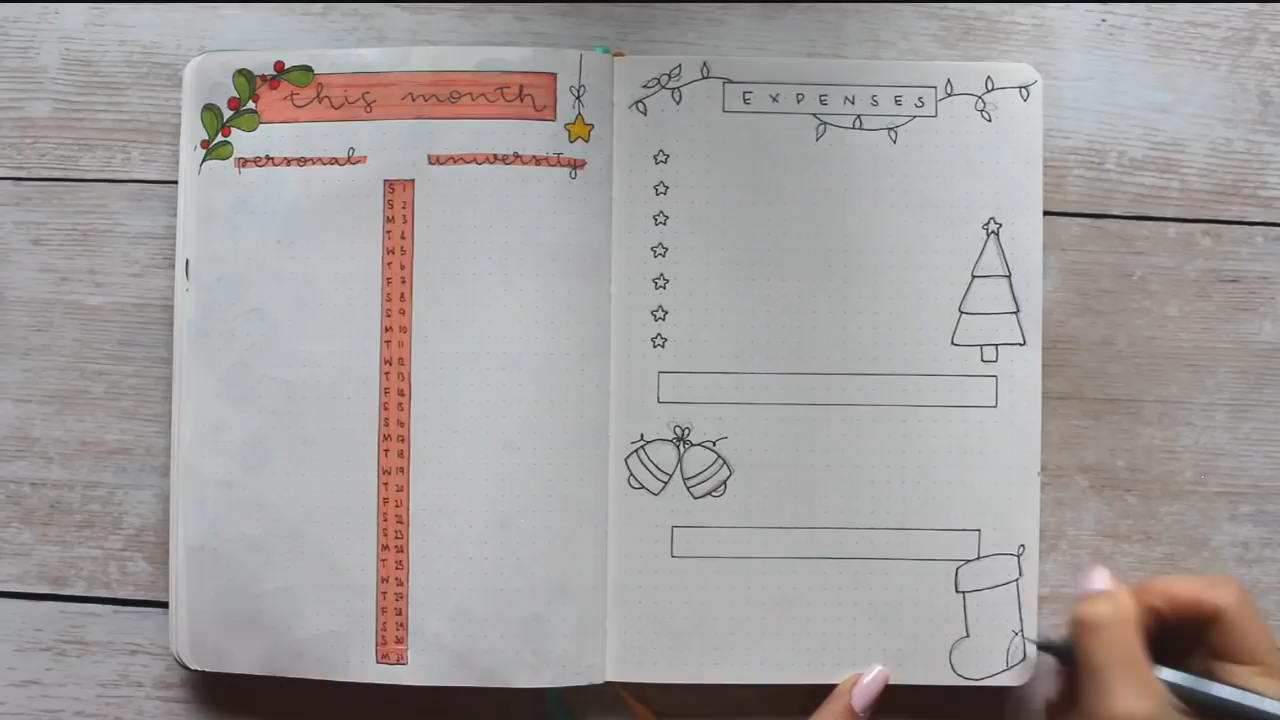 this month
personal
university
S 1
S 2
M 3
T 4
W 5
T 6
F 7
S 8
S 9
M 10
T 11
W 12
T 13
F 14
S 15
S 16
M 17
T 18
W 19
T 20
F 21
S 22
S 23
M 24
T 25
W 26
T 27
F 28
S 29
S 30
M 31
EXPENSES